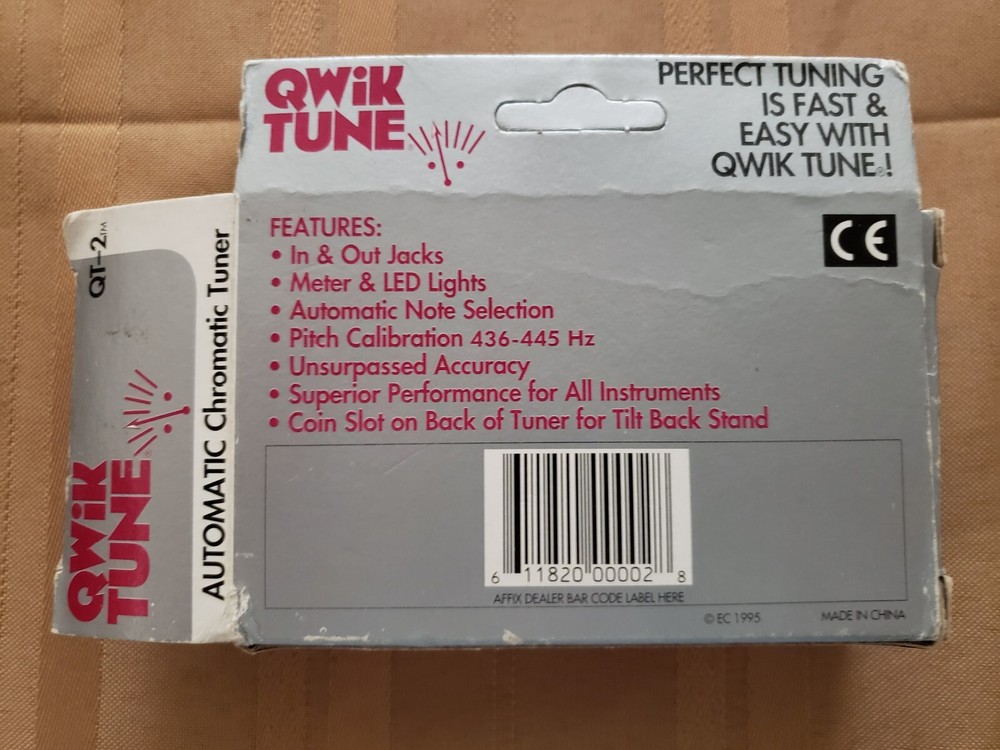 QWiK
TUNE®
PERFECT TUNING
IS FAST &
EASY WITH
QWIK TUNE®!
FEATURES:
• In & Out Jacks
• Meter & LED Lights
• Automatic Note Selection
• Pitch Calibration 436-445 Hz
• Unsurpassed Accuracy
• Superior Performance for All Instruments
• Coin Slot on Back of Tuner for Tilt Back Stand
CE
6 11820 00002 8
AFFIX DEALER BAR CODE LABEL HERE
© EC 1995
MADE IN CHINA
QWiK
TUNE®
QT-2™
AUTOMATIC Chromatic Tuner